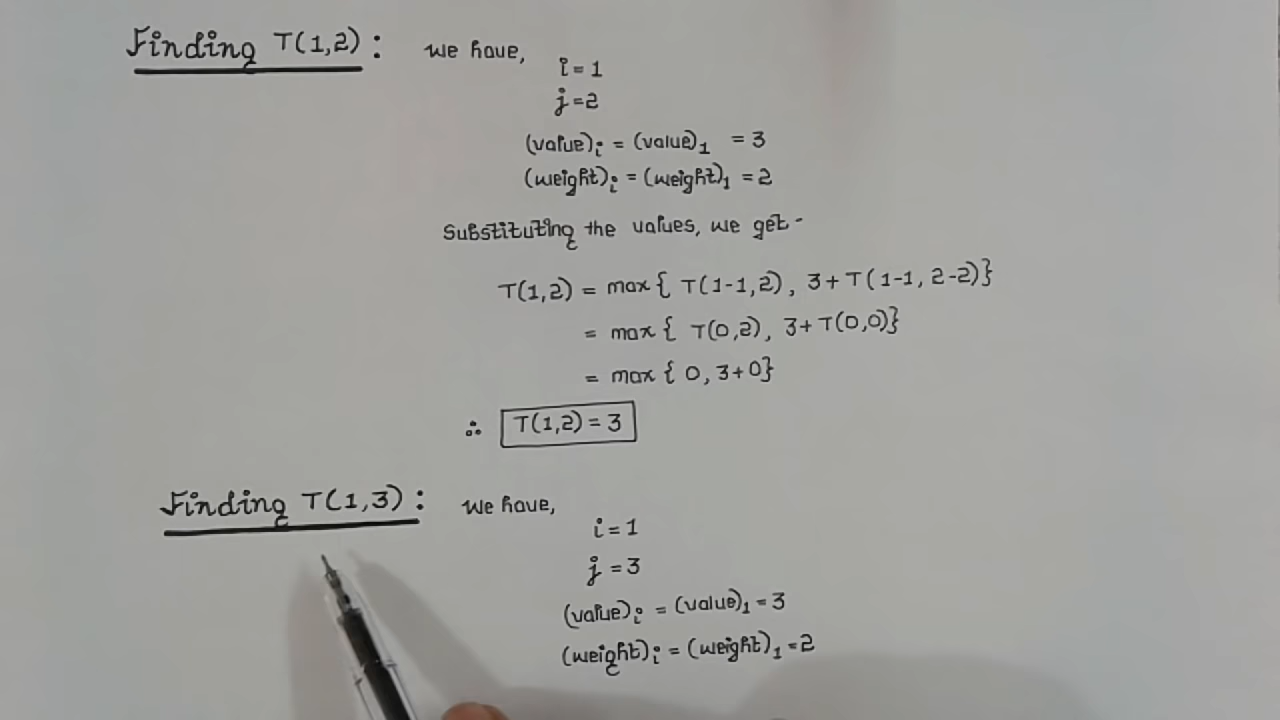 Finding T(1,2) : We have,
i = 1
j = 2
(value)i = (value)1 = 3
(weight)i = (weight)1 = 2
Substituting the values, we get -
T(1,2) = max{ T(1-1,2), 3+T(1-1, 2-2)}
= max{ T(0,2), 3+T(0,0)}
= max{ 0, 3+0}
∴ T(1,2) = 3
Finding T(1,3) : We have,
i = 1
j = 3
(value)i = (value)1 = 3
(weight)i = (weight)1 = 2